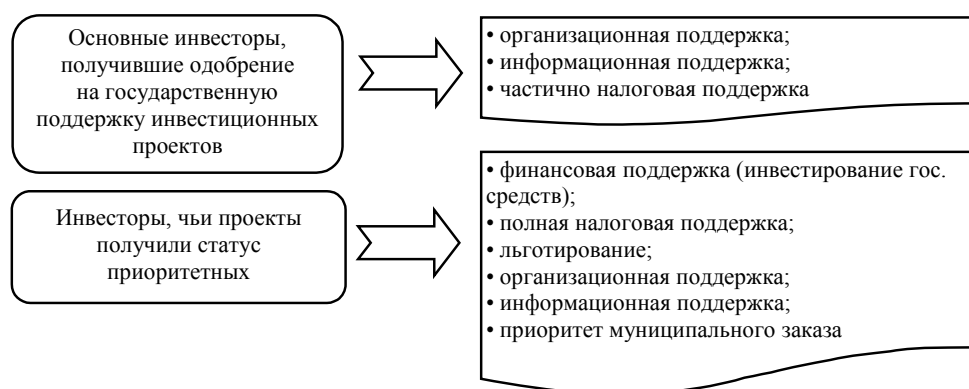 Основные инвесторы,
получившие одобрение
на государственную
поддержку инвестиционных
проектов
• организационная поддержка;
• информационная поддержка;
• частично налоговая поддержка
Инвесторы, чьи проекты
получили статус
приоритетных
• финансовая поддержка (инвестирование гос.
средств);
• полная налоговая поддержка;
• льготирование;
• организационная поддержка;
• информационная поддержка;
• приоритет муниципального заказа